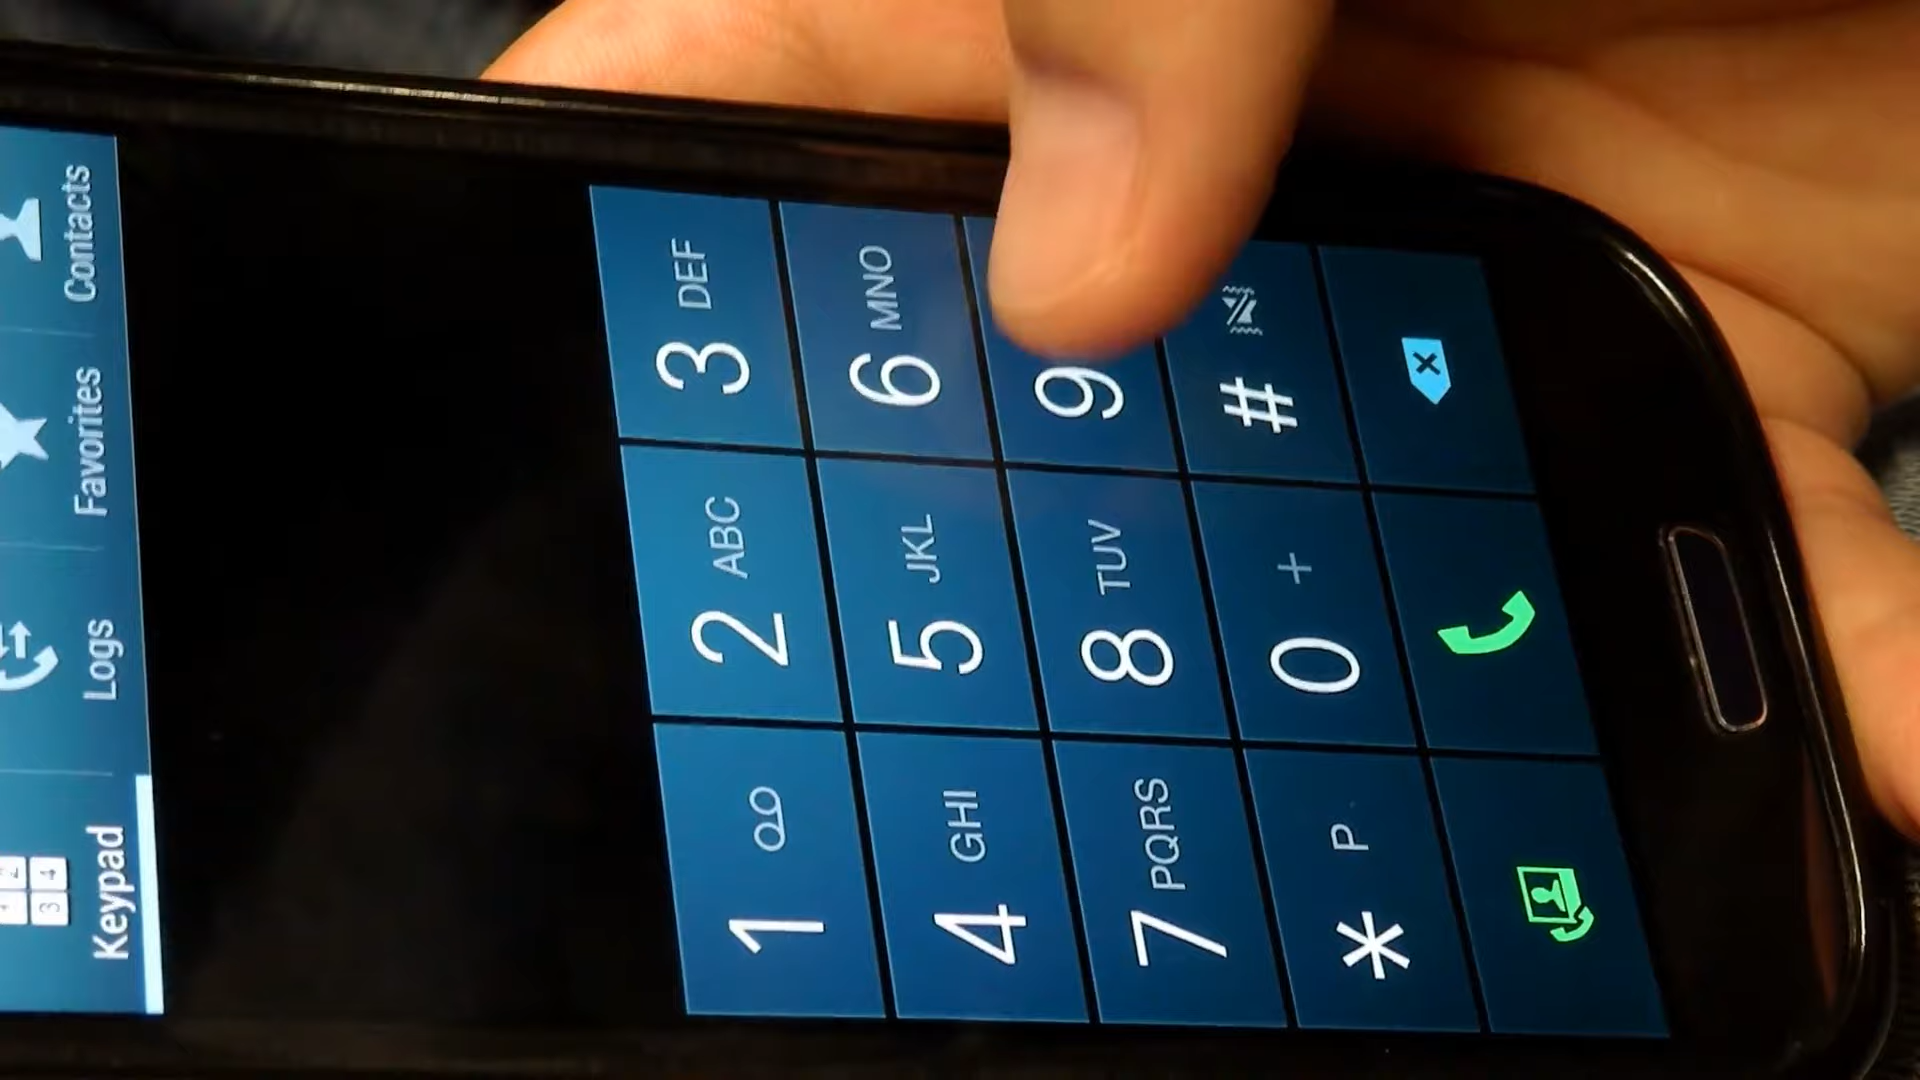 Keypad
Logs
Favorites
Contacts
1
2 ABC
3 DEF
4 GHI
5 JKL
6 MNO
7 PQRS
8 TUV
9
* P
0 +
#